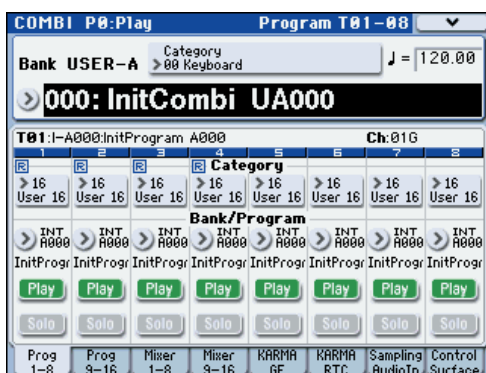 COMBI P0:Play Program T01-08
Bank USER-A
Category
>00 Keyboard
♩ = 120.00
000: InitCombi UA000
T01:I-A000:InitProgram A000 Ch:01G
1 2 3 4 5 6 7 8
R R R R Category
>16 >16 >16 >16 >16 >16 >16 >16
User 16 User 16 User 16 User 16 User 16 User 16 User 16 User 16
Bank/Program
INT INT INT INT INT INT INT INT
A000 A000 A000 A000 A000 A000 A000 A000
InitProgr InitProgr InitProgr InitProgr InitProgr InitProgr InitProgr InitProgr
Play Play Play Play Play Play Play Play
Solo Solo Solo Solo Solo Solo Solo Solo
Prog Prog Mixer Mixer KARMA KARMA Sampling Control
1-8 9-16 1-8 9-16 GE RTC AudioIn Surface